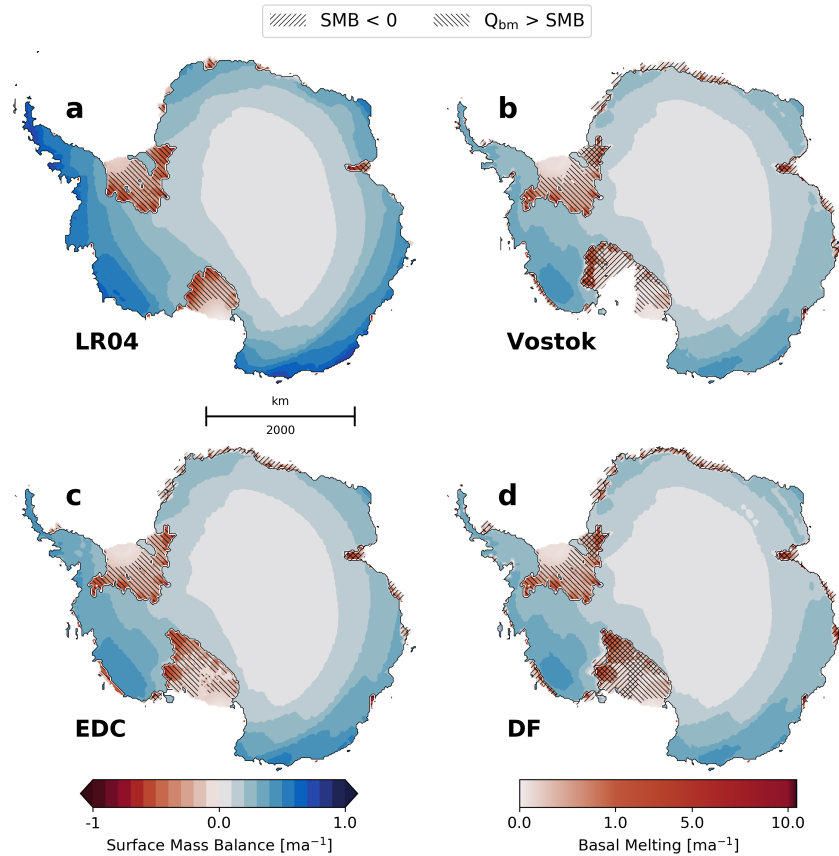 SMB < 0 Q_bm > SMB
a
b
LR04
Vostok
km
2000
c
d
EDC
DF
-1 0.0 1.0
Surface Mass Balance [ma⁻¹]
0.0 1.0 5.0 10.0
Basal Melting [ma⁻¹]